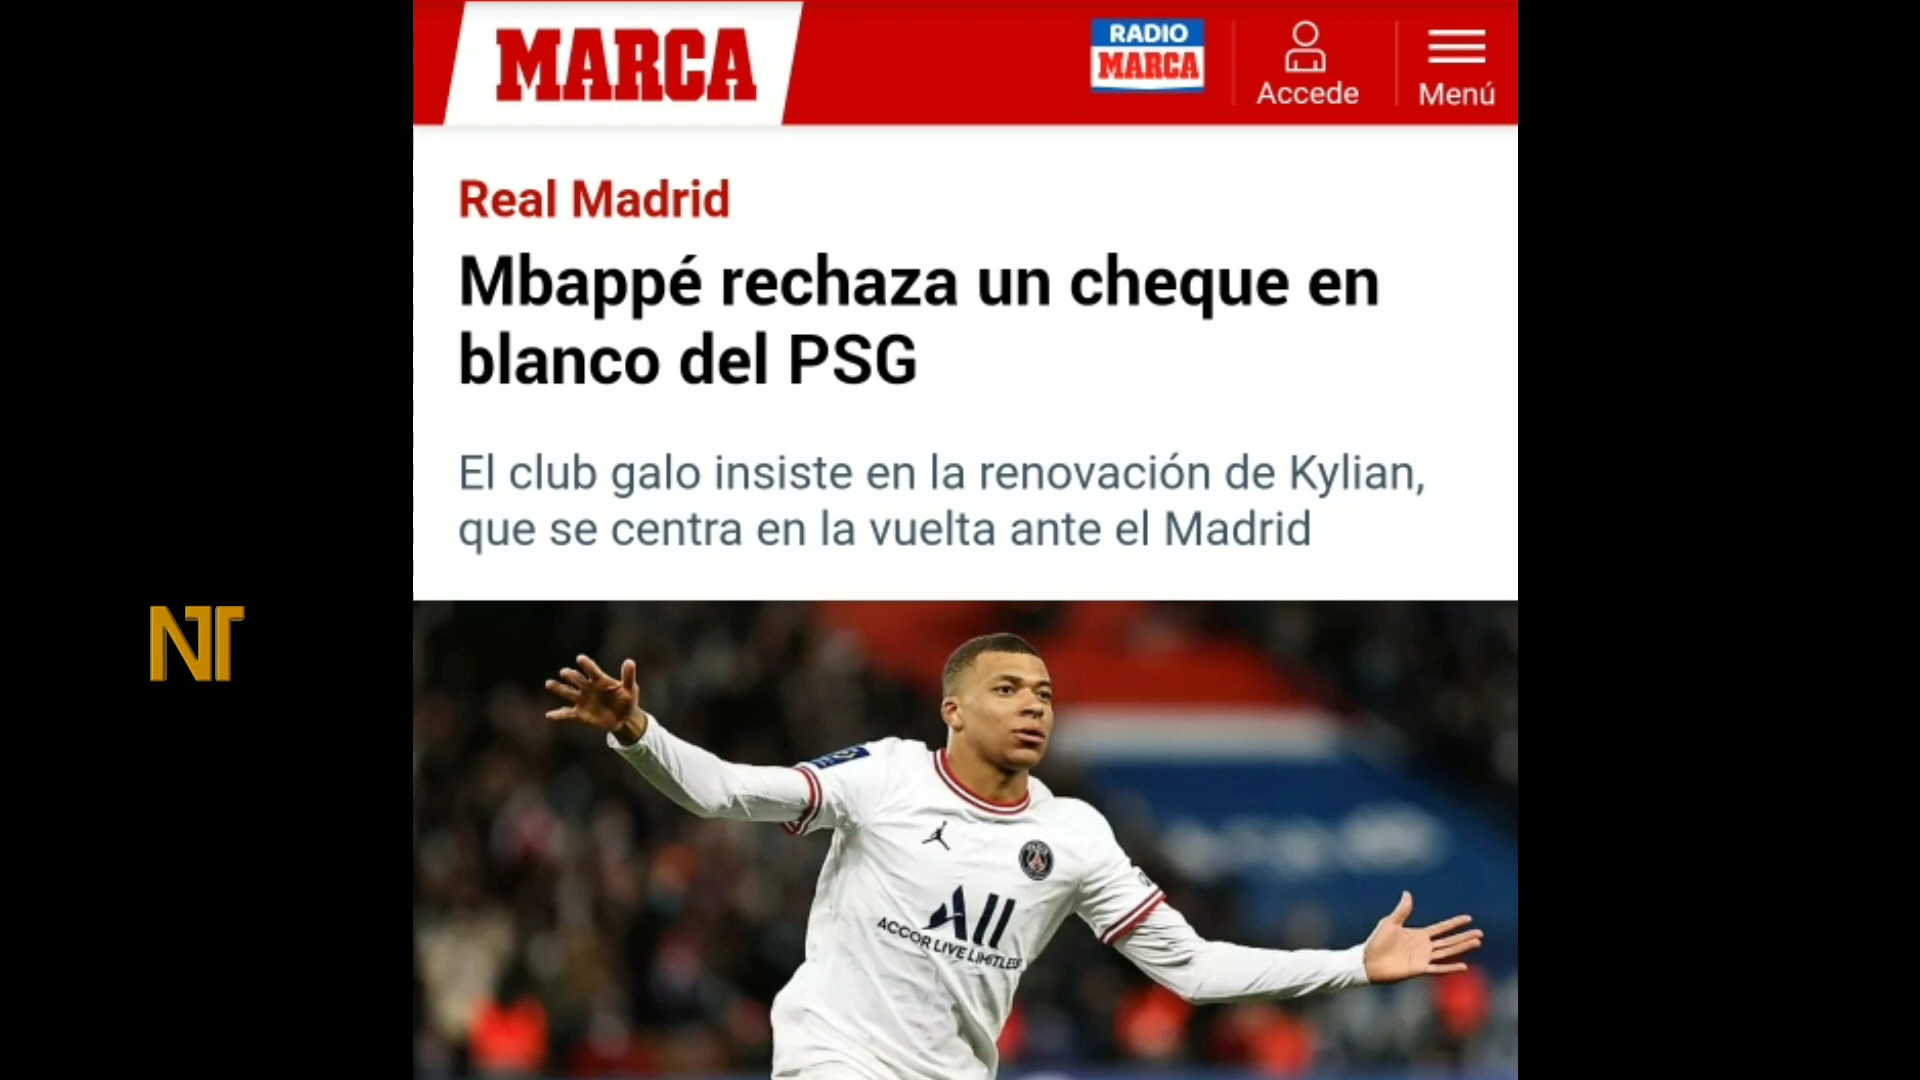 MARCA
RADIO
MARCA
Accede
Menú
Real Madrid
Mbappé rechaza un cheque en
blanco del PSG
El club galo insiste en la renovación de Kylian,
que se centra en la vuelta ante el Madrid
NT
All
ACCOR LIVE LIMITLESS